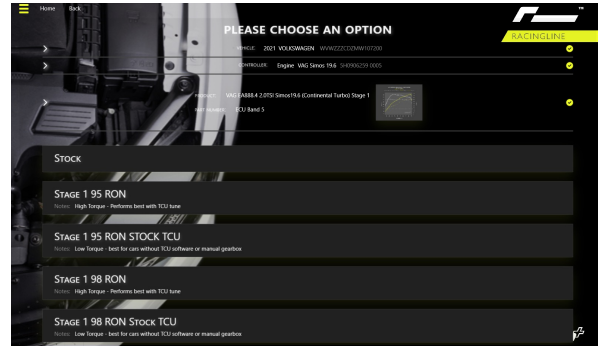 Home Back
PLEASE CHOOSE AN OPTION
RACINGLINE
VEHICLE: 2021 VOLKSWAGEN WVWZZZCDZMW107200
CONTROLLER: Engine VAG Simos 19.6 5H0906259 0005
PRODUCT: VAG EA888.4 2.0TSI Simos19.6 (Continental Turbo) Stage 1
PART NUMBER: ECU Band 5
STOCK
STAGE 1 95 RON
Notes: High Torque - Performs best with TCU tune
STAGE 1 95 RON STOCK TCU
Notes: Low Torque - best for cars without TCU software or manual gearbox
STAGE 1 98 RON
Notes: High Torque - Performs best with TCU tune
STAGE 1 98 RON STOCK TCU
Notes: Low Torque - best for cars without TCU software or manual gearbox